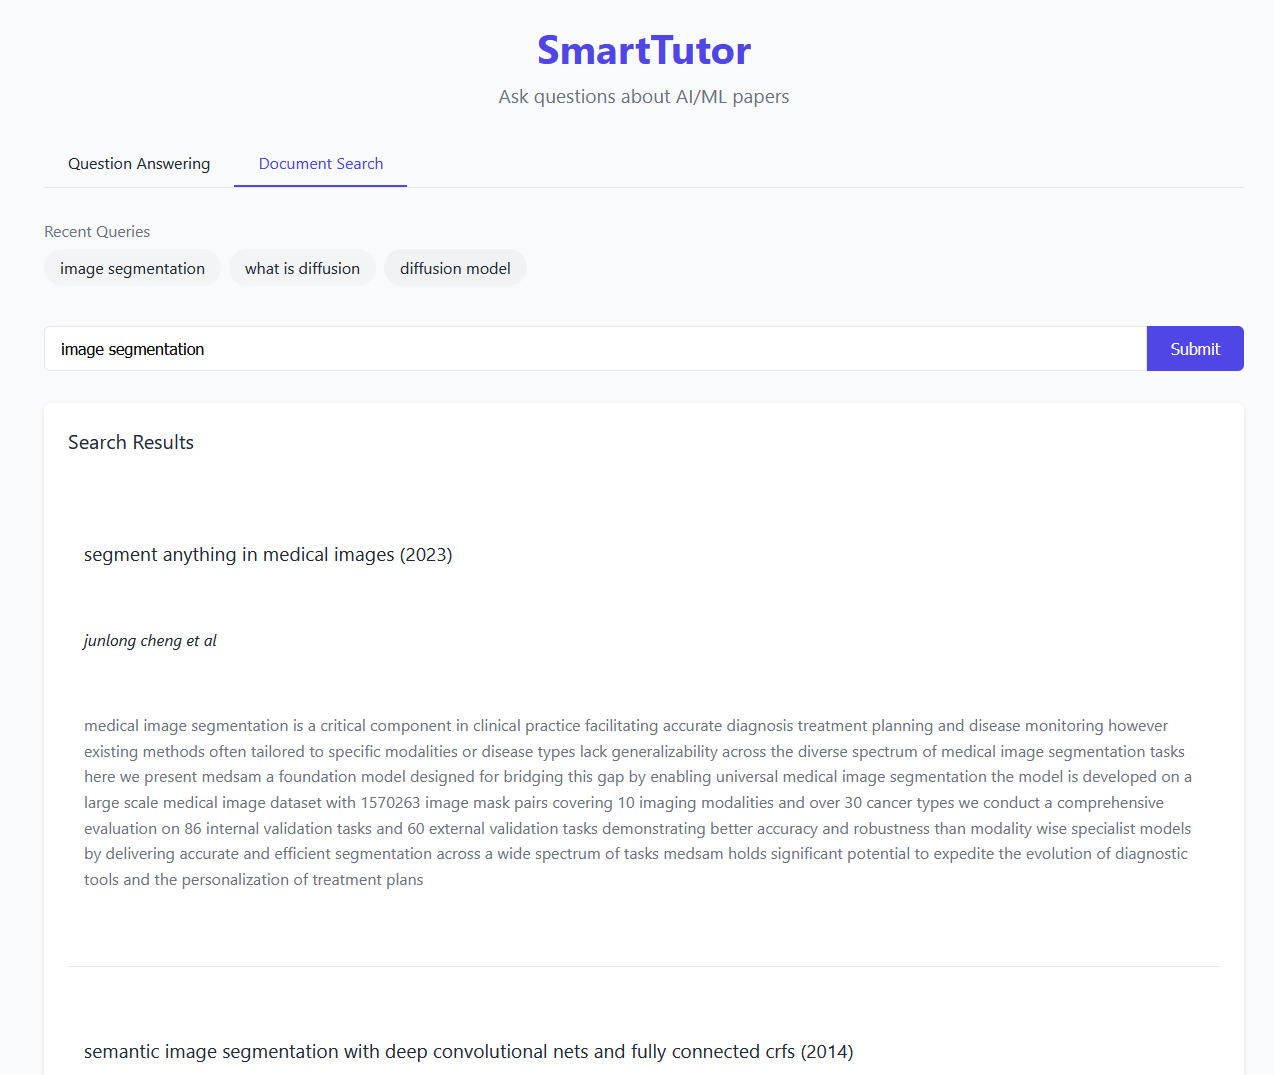 SmartTutor
Ask questions about AI/ML papers
Question Answering
Document Search
Recent Queries
image segmentation
what is diffusion
diffusion model
image segmentation
Submit
Search Results
segment anything in medical images (2023)
junlong cheng et al
medical image segmentation is a critical component in clinical practice facilitating accurate diagnosis treatment planning and disease monitoring however
existing methods often tailored to specific modalities or disease types lack generalizability across the diverse spectrum of medical image segmentation tasks
here we present medsam a foundation model designed for bridging this gap by enabling universal medical image segmentation the model is developed on a
large scale medical image dataset with 1570263 image mask pairs covering 10 imaging modalities and over 30 cancer types we conduct a comprehensive
evaluation on 86 internal validation tasks and 60 external validation tasks demonstrating better accuracy and robustness than modality wise specialist models
by delivering accurate and efficient segmentation across a wide spectrum of tasks medsam holds significant potential to expedite the evolution of diagnostic
tools and the personalization of treatment plans
semantic image segmentation with deep convolutional nets and fully connected crfs (2014)